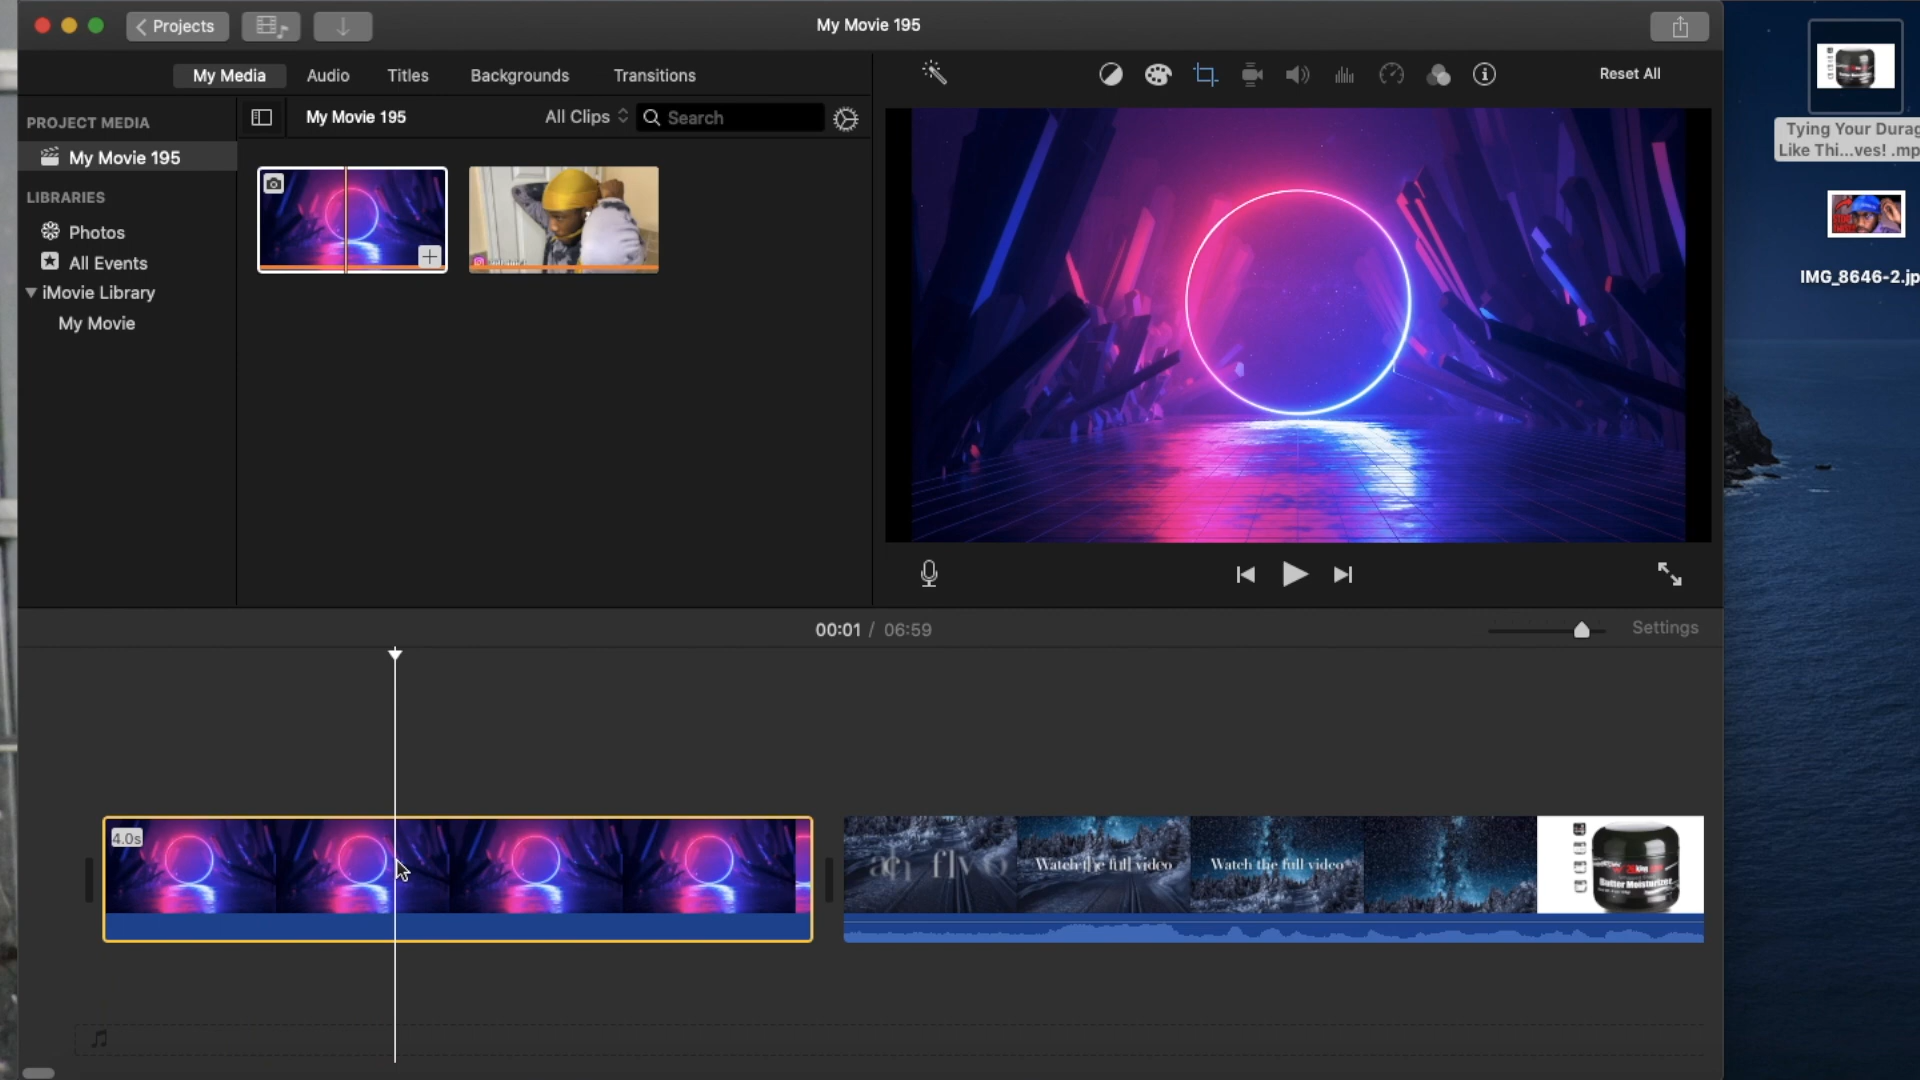 Projects
My Movie 195
My Media
Audio
Titles
Backgrounds
Transitions
Reset All
PROJECT MEDIA
My Movie 195
All Clips
Search
My Movie 195
LIBRARIES
Photos
All Events
iMovie Library
My Movie
Tying Your Durag
Like Thi...ves! .mp
IMG_8646-2.jp
00:01 / 06:59
Settings
4.0s
Watch the full video
Watch the full video
Butter Moisturizer